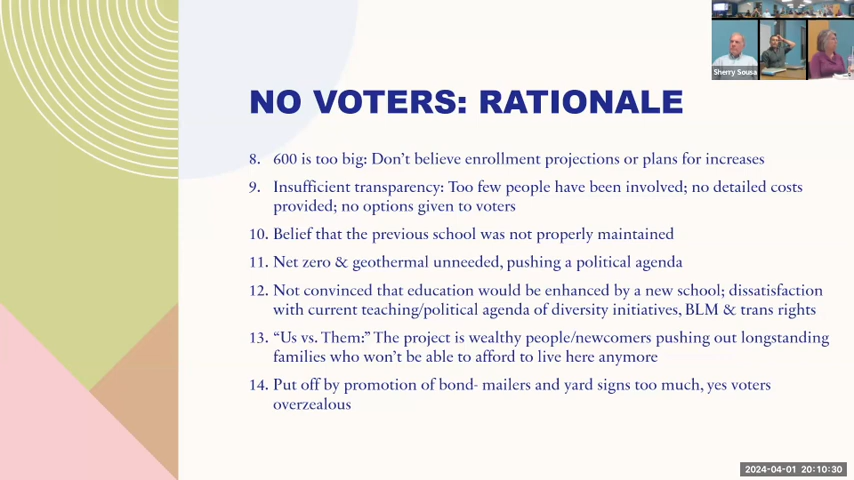 Sherry Sousa
NO VOTERS: RATIONALE
8. 600 is too big: Don't believe enrollment projections or plans for increases
9. Insufficient transparency: Too few people have been involved; no detailed costs
provided; no options given to voters
10. Belief that the previous school was not properly maintained
11. Net zero & geothermal unneeded, pushing a political agenda
12. Not convinced that education would be enhanced by a new school; dissatisfaction
with current teaching/political agenda of diversity initiatives, BLM & trans rights
13. “Us vs. Them:” The project is wealthy people/newcomers pushing out longstanding
families who won't be able to afford to live here anymore
14. Put off by promotion of bond- mailers and yard signs too much, yes voters
overzealous
2024-04-01 20:10:30